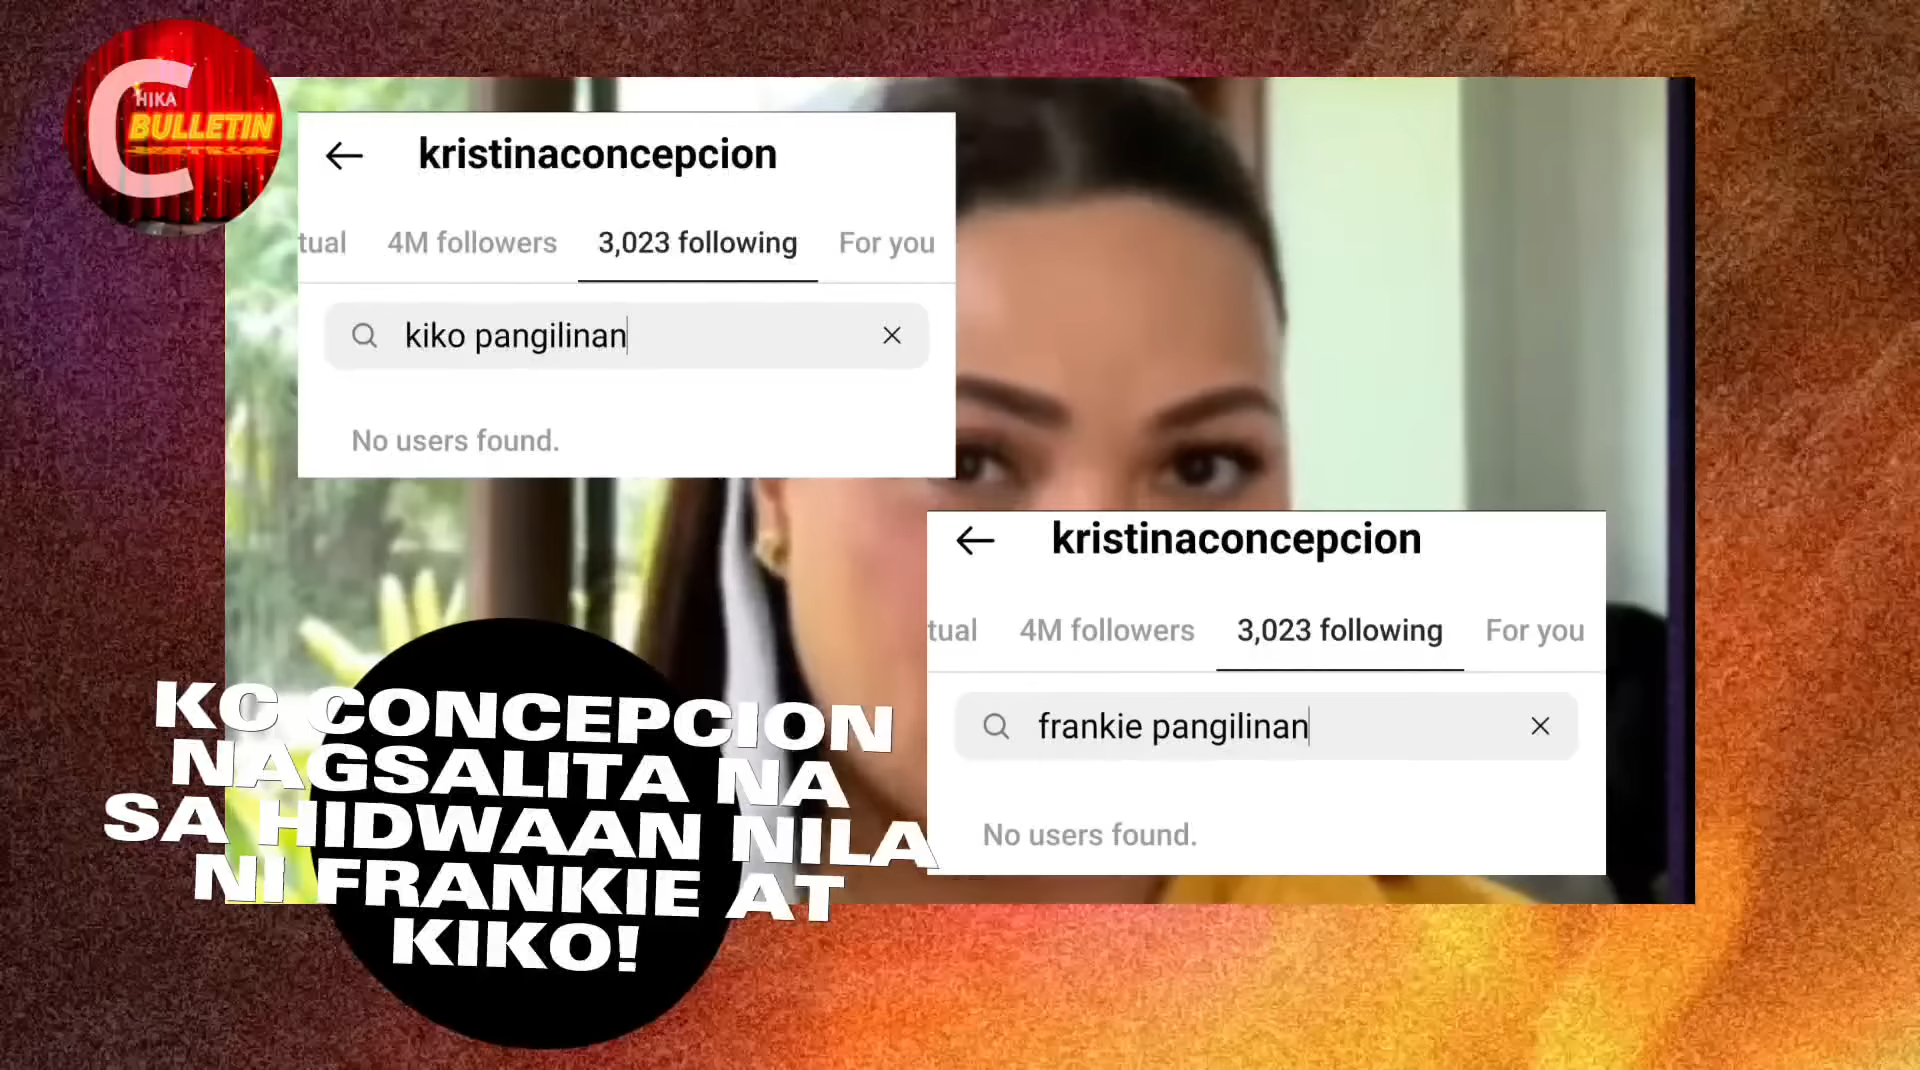 CHIKA
BULLETIN
kristinaconcepcion
tual 4M followers 3,023 following For you
kiko pangilinan
No users found.
kristinaconcepcion
tual 4M followers 3,023 following For you
frankie pangilinan
No users found.
KC CONCEPCION
NAGSALITA NA
SA HIDWAAN NILA
NI FRANKIE AT
KIKO!